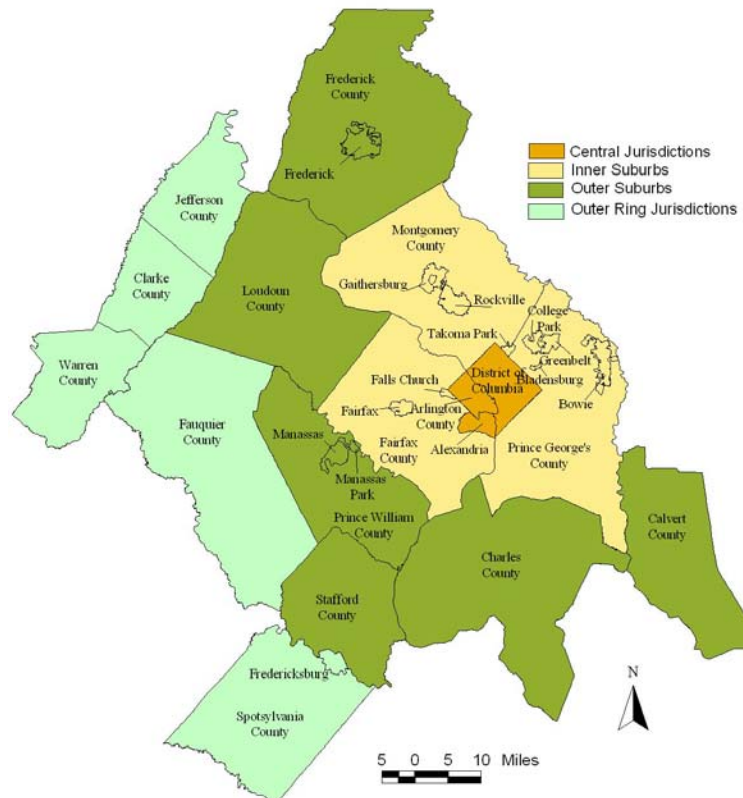 Frederick
County
Frederick
Central Jurisdictions
Inner Suburbs
Outer Suburbs
Outer Ring Jurisdictions
Jefferson
County
Clarke
County
Loudoun
County
Warren
County
Montgomery
County
Gaithersburg
Rockville
College
Park
Takoma Park
Greenbelt
Bladensburg
Bowie
District of
Columbia
Falls Church
Fairfax
Arlington
County
Fairfax
County
Alexandria
Prince George's
County
Fauquier
County
Manassas
Manassas
Park
Prince William
County
Calvert
County
Charles
County
Stafford
County
Fredericksburg
Spotsylvania
County
N
5 0 5 10 Miles